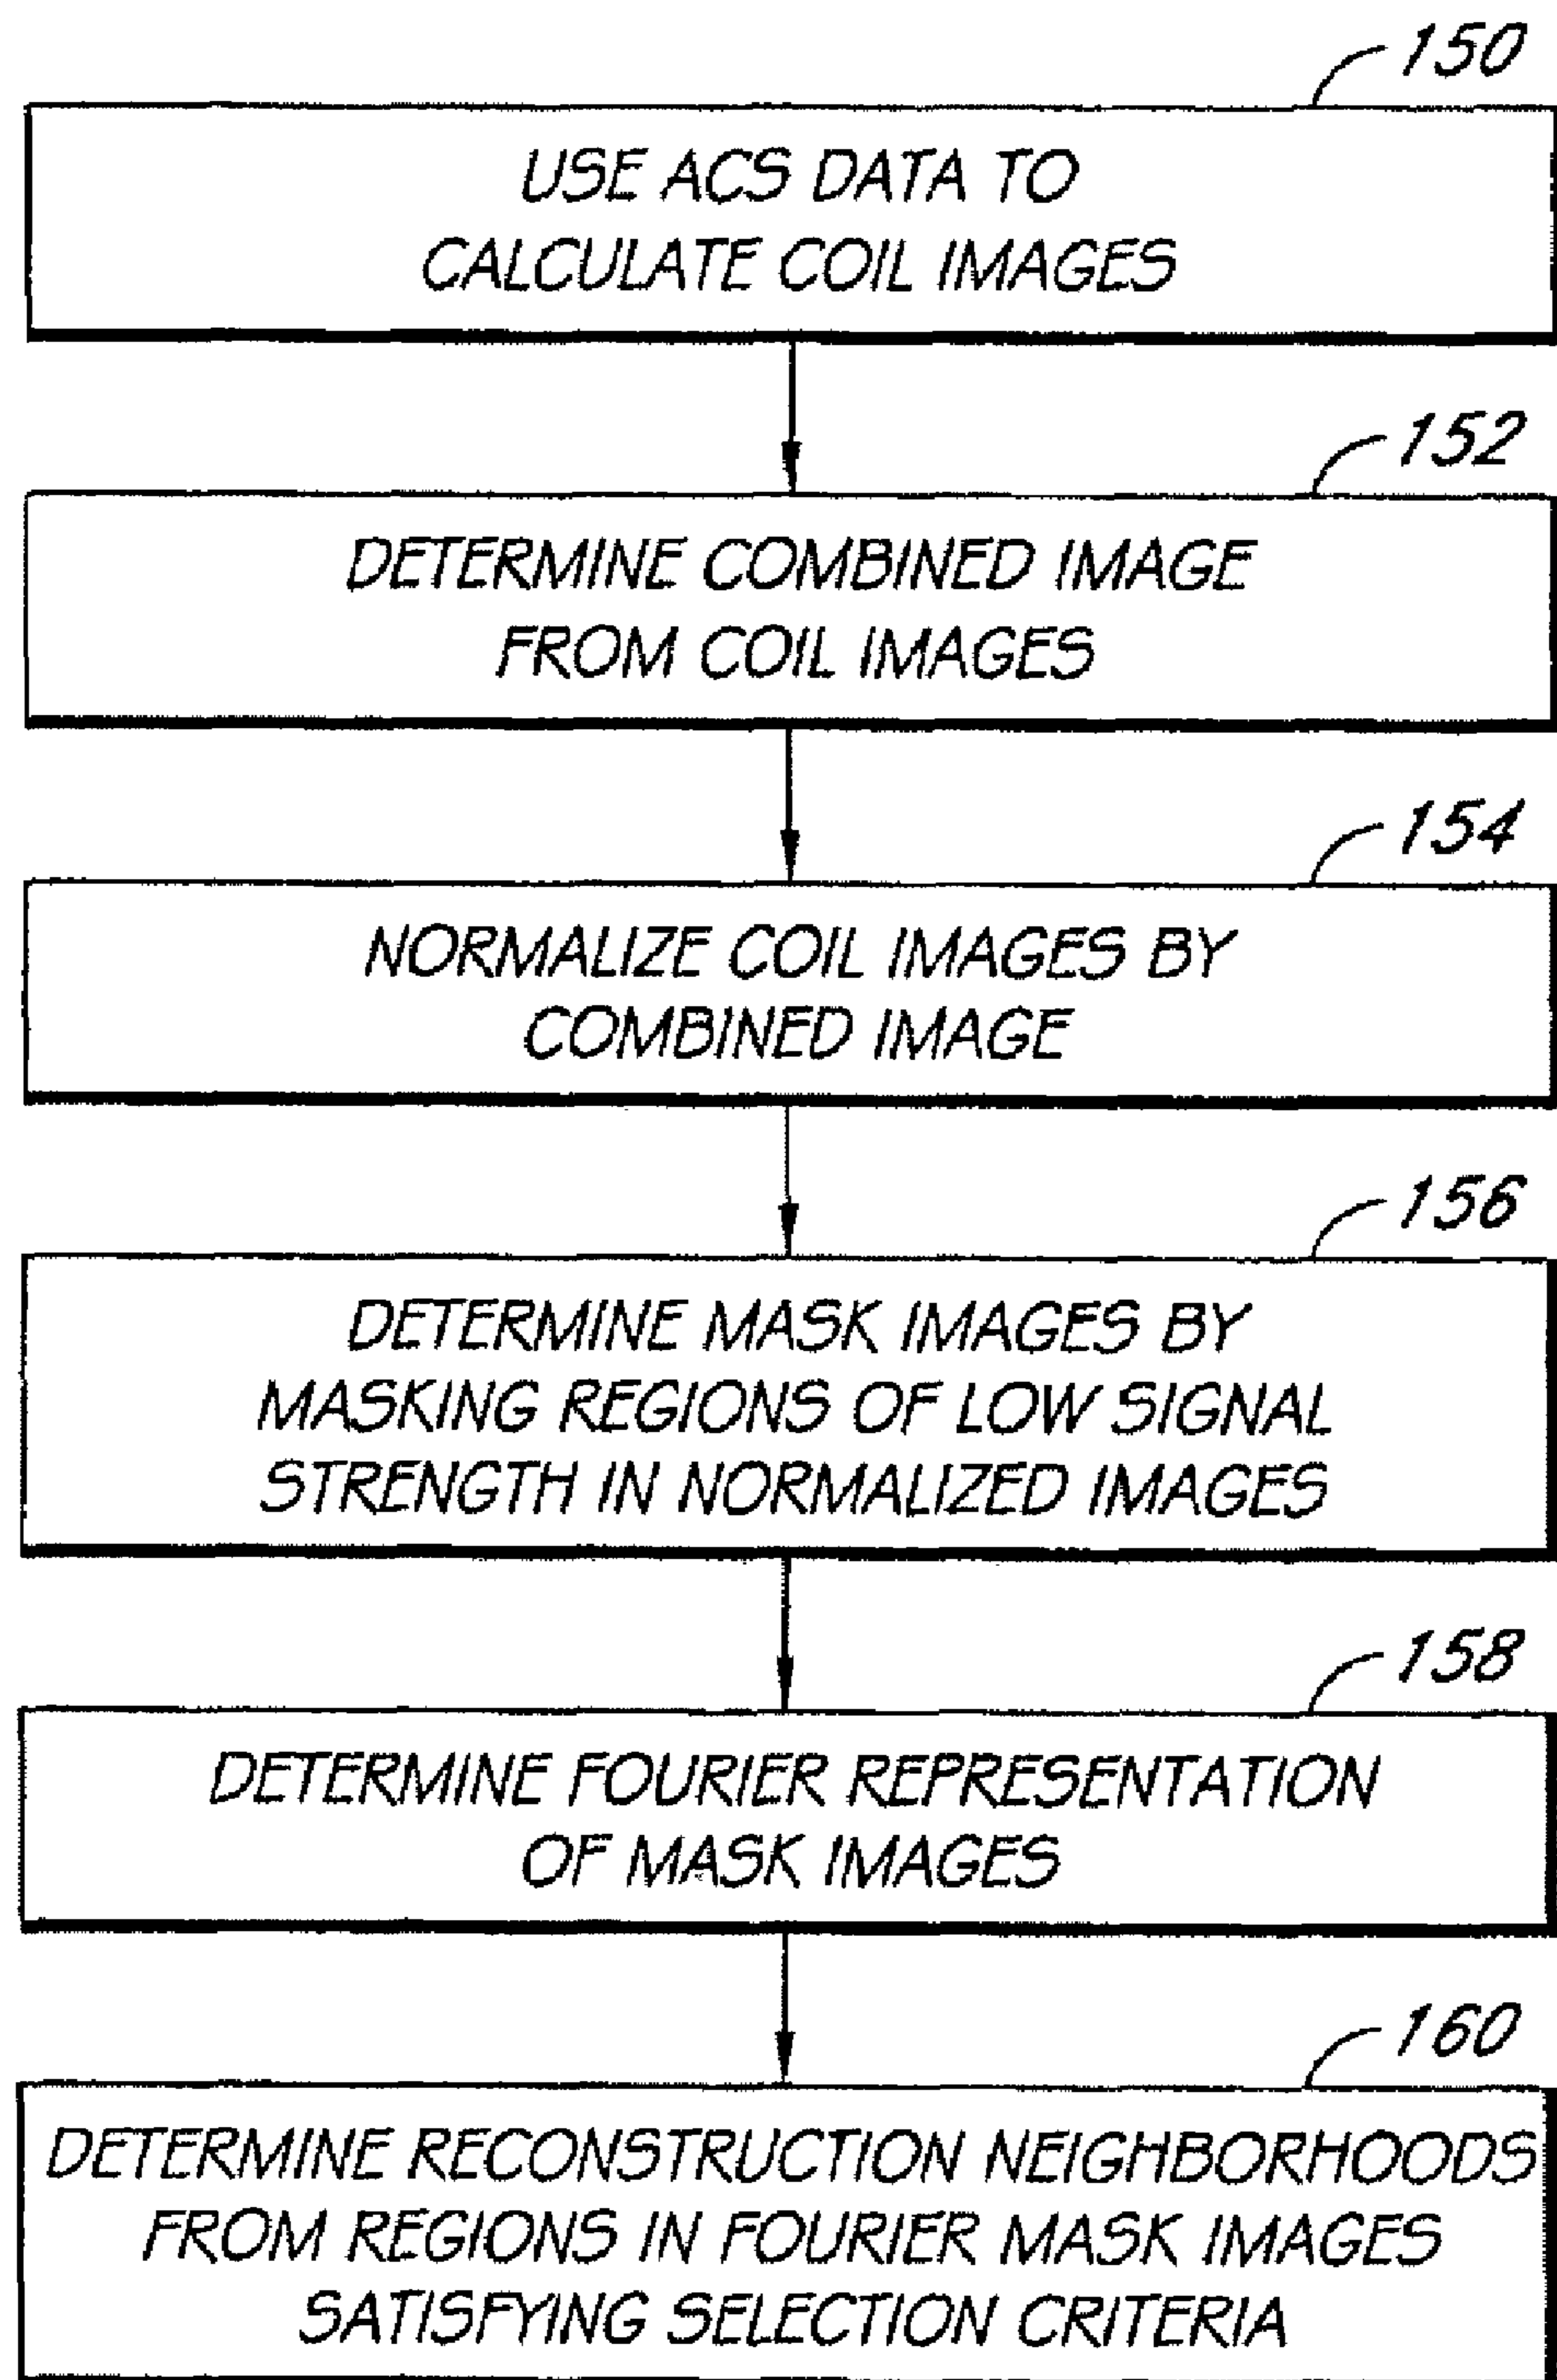 150
USE ACS DATA TO
CALCULATE COIL IMAGES
152
DETERMINE COMBINED IMAGE
FROM COIL IMAGES
154
NORMALIZE COIL IMAGES BY
COMBINED IMAGE
156
DETERMINE MASK IMAGES BY
MASKING REGIONS OF LOW SIGNAL
STRENGTH IN NORMALIZED IMAGES
158
DETERMINE FOURIER REPRESENTATION
OF MASK IMAGES
160
DETERMINE RECONSTRUCTION NEIGHBORHOODS
FROM REGIONS IN FOURIER MASK IMAGES
SATISFYING SELECTION CRITERIA